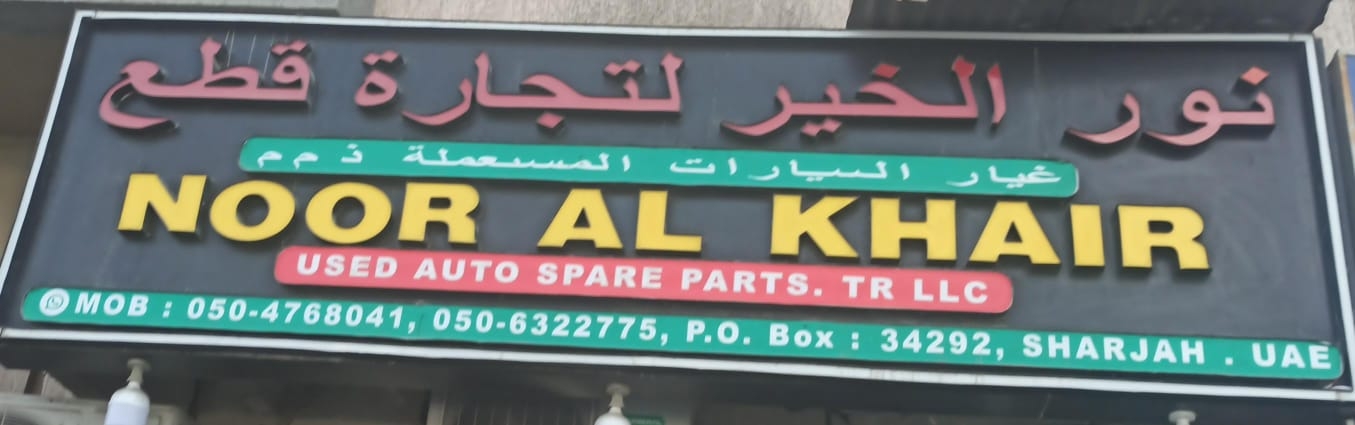 نور الخير لتجارة قطع
غيار السيارات المستعملة ذ م م
NOOR AL KHAIR
USED AUTO SPARE PARTS. TR LLC
MOB : 050-4768041, 050-6322775, P.O. Box : 34292, SHARJAH . UAE